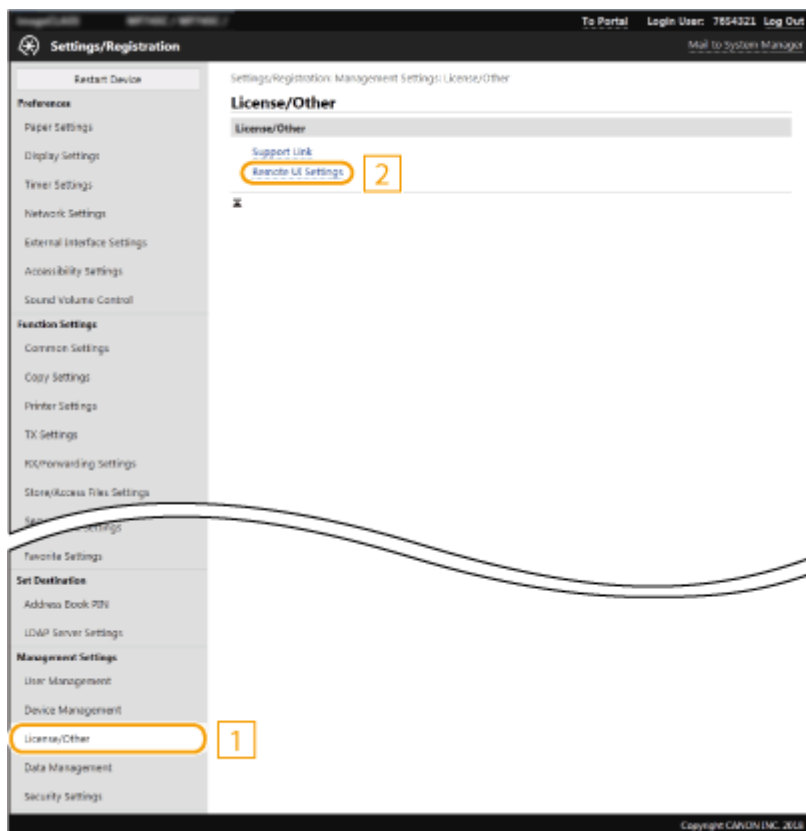 To Portal Login User: 7654321 Log Out
Settings/Registration
Mail to System Manager
Restart Device
Preferences
Paper Settings
Display Settings
Timer Settings
Network Settings
External Interface Settings
Accessibility Settings
Sound Volume Control
Function Settings
Common Settings
Copy Settings
Printer Settings
TX Settings
RX/Forwarding Settings
Store/Access Files Settings
Settings
Favorite Settings
Set Destination
Address Book PIN
LDAP Server Settings
Management Settings
User Management
Device Management
License/Other
1
Data Management
Security Settings
Settings/Registration: Management Settings: License/Other
License/Other
License/Other
Support Link
Remote UI Settings
2
Copyright CANON INC. 2018